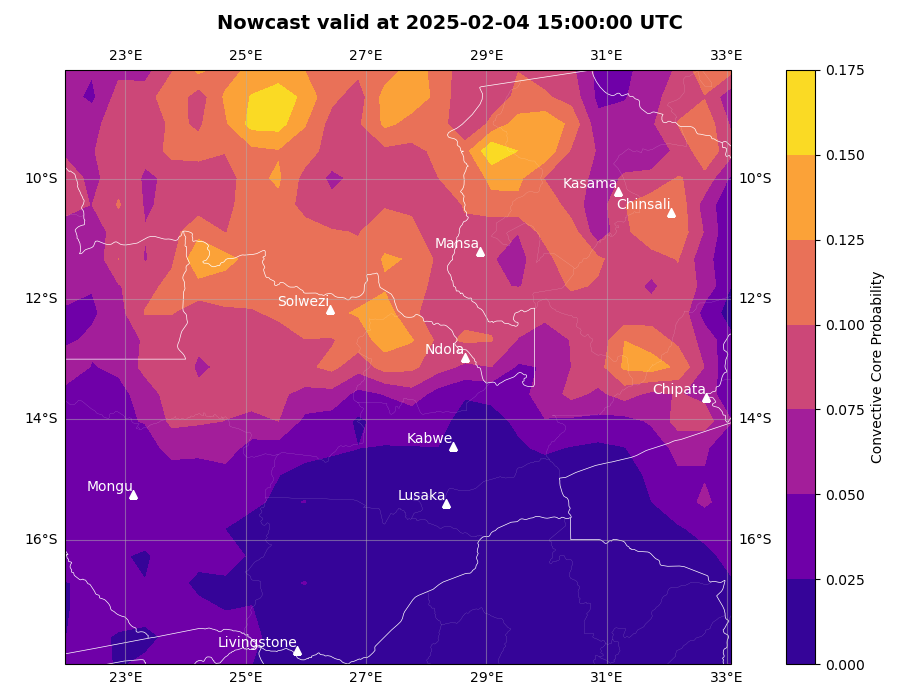 Nowcast valid at 2025-02-04 15:00:00 UTC
23°E 25°E 27°E 29°E 31°E 33°E
0.175
0.150
10°S Kasama 10°S
Chinsali
0.125
Mansa
12°S Solwezi 12°S
0.100
Ndola
Chipata
14°S 14°S
0.075
Kabwe
Mongu Lusaka
0.050
16°S 16°S
0.025
Livingstone
0.000
23°E 25°E 27°E 29°E 31°E 33°E
Convective Core Probability